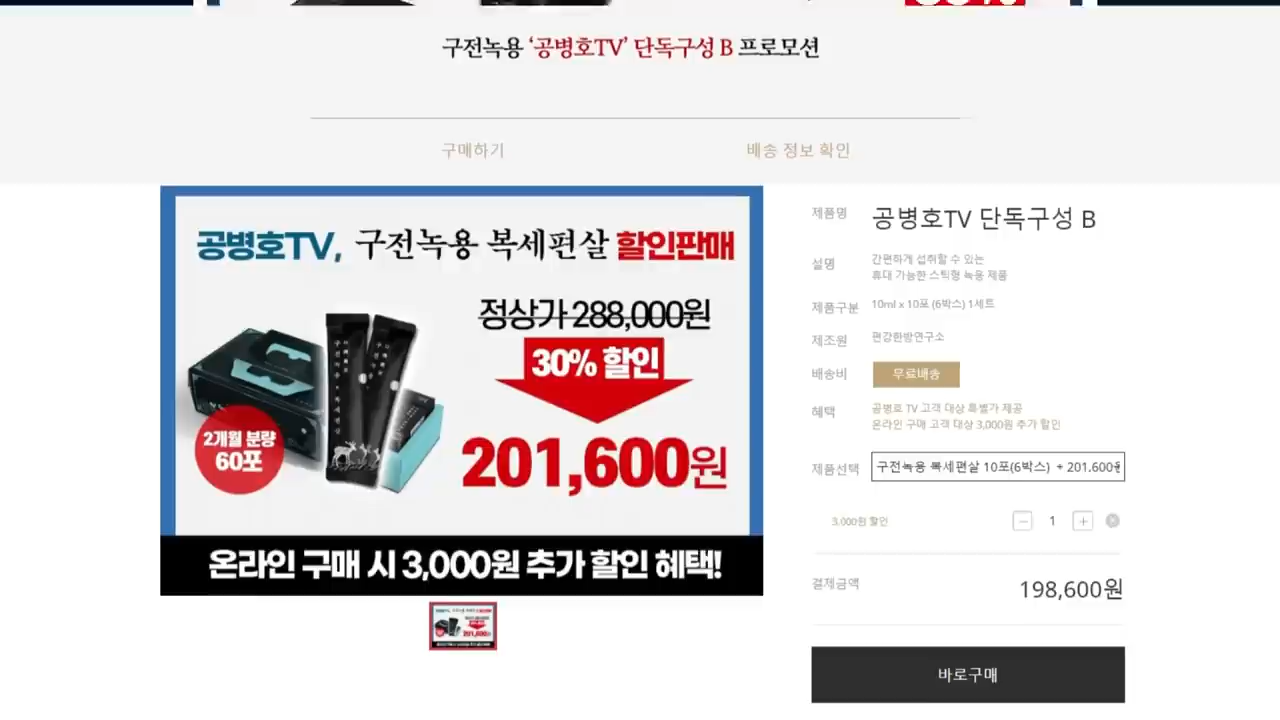 구전녹용 ‘공병호TV’ 단독구성 B 프로모션
구매하기
배송 정보 확인
공병호TV, 구전녹용 복세편살 할인판매
정상가 288,000원
30% 할인
201,600원
2개월 분량
60포
온라인 구매 시 3,000원 추가 할인 혜택!
제품명
공병호TV 단독구성 B
설명
간편하게 섭취할 수 있는
휴대 가능한 스틱형 녹용 제품
제품구분
10ml x 10포 (6박스) 1세트
제조원
편강한방연구소
배송비
무료배송
혜택
공병호 TV 고객 대상 특별가 제공
온라인 구매 고객 대상 3,000원 추가 할인
제품선택
구전녹용 복세편살 10포(6박스) + 201,600원
3,000원 할인
1
결제금액
198,600원
바로구매